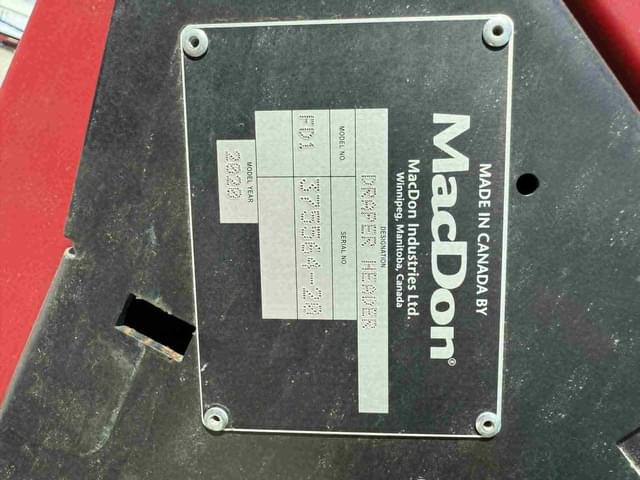 MADE IN CANADA BY
MacDon®
MacDon Industries Ltd.
Winnipeg, Manitoba, Canada
DESIGNATION
DRAPER HEADER
MODEL NO. SERIAL NO.
FD1 375364-20
MODEL YEAR
2020